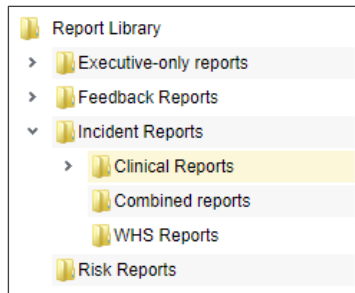 Report Library
Executive-only reports
Feedback Reports
Incident Reports
Clinical Reports
Combined reports
WHS Reports
Risk Reports